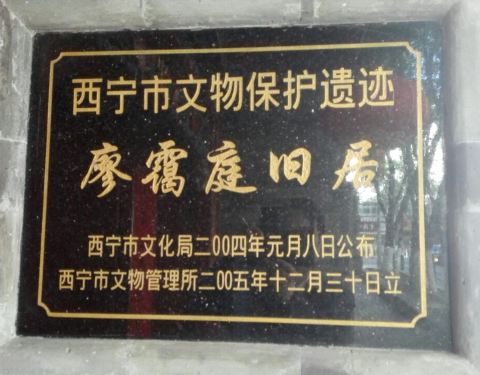 西宁市文物保护遗迹
廖霭庭旧居
西宁市文化局二00四年元月八日公布
西宁市文物管理所二00五年十二月三十日立